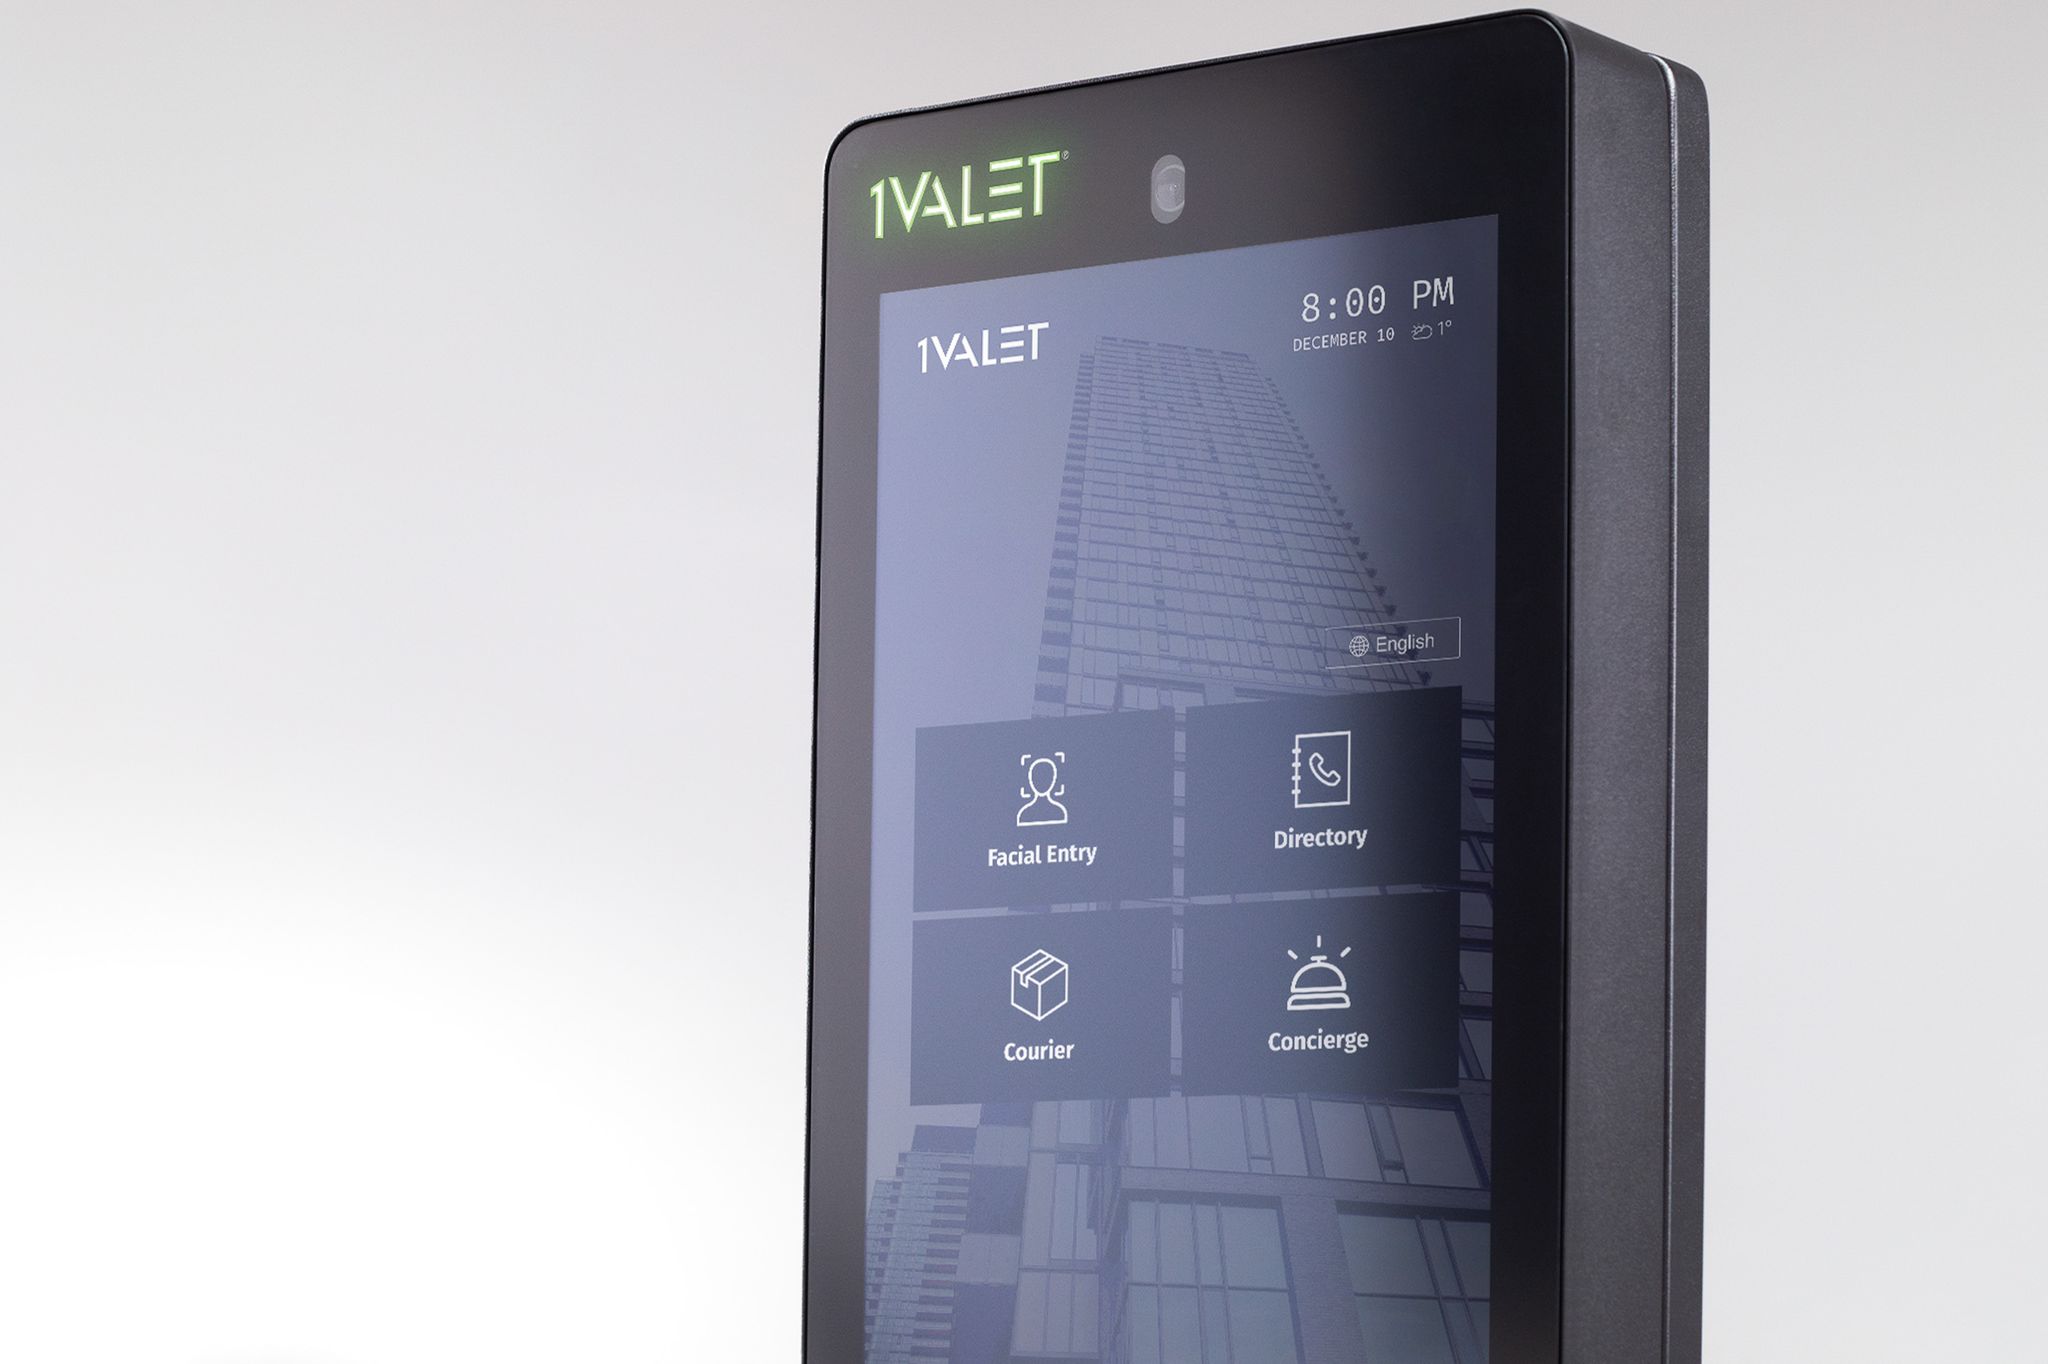 1VALET
8:00 PM
DECEMBER 10 1°
1VALET
English
Facial Entry
Directory
Courier
Concierge